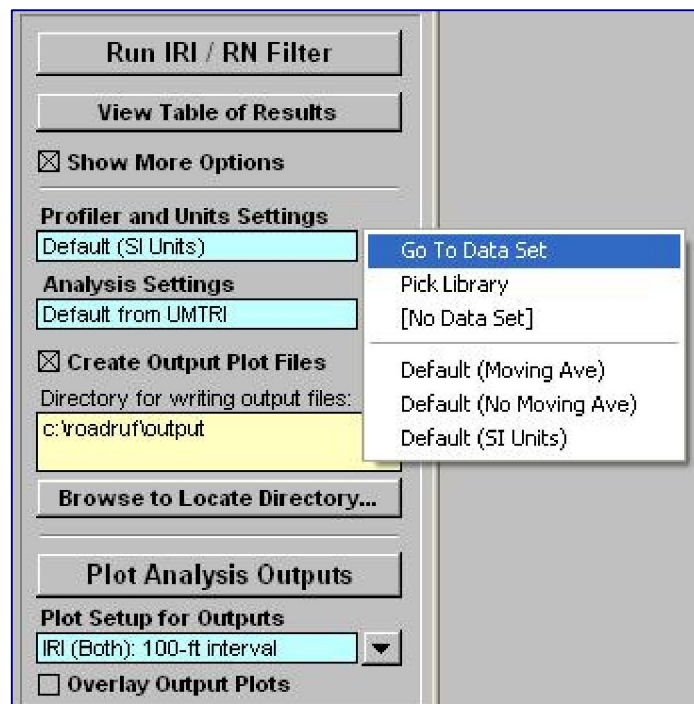 Run IRI / RN Filter
View Table of Results
Show More Options
Profiler and Units Settings
Default (SI Units)
Analysis Settings
Default from UMTRI
Create Output Plot Files
Directory for writing output files:
c:\roadruf\output
Browse to Locate Directory...
Plot Analysis Outputs
Plot Setup for Outputs
IRI (Both): 100-ft interval
Overlay Output Plots
Go To Data Set
Pick Library
[No Data Set]
Default (Moving Ave)
Default (No Moving Ave)
Default (SI Units)